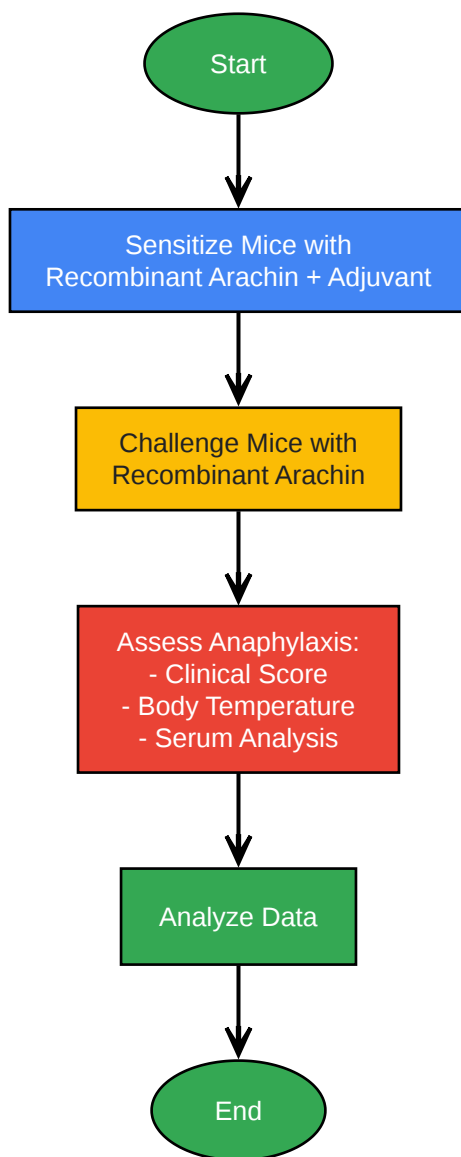 Start
Sensitize Mice with
Recombinant Arachin + Adjuvant
Challenge Mice with
Recombinant Arachin
Assess Anaphylaxis:
- Clinical Score
- Body Temperature
- Serum Analysis
Analyze Data
End